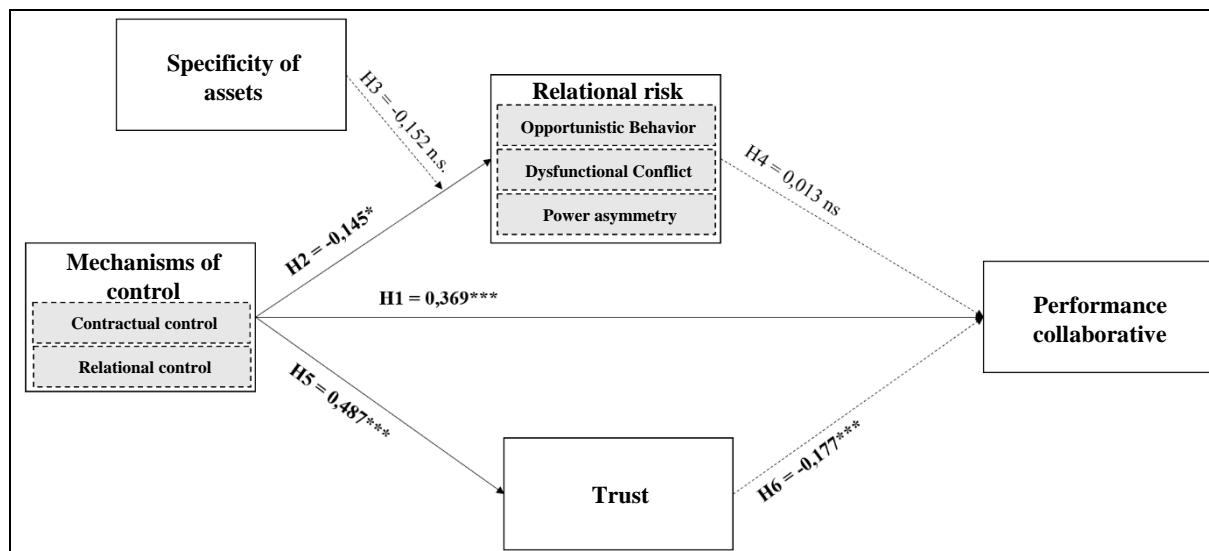 Specificity of
assets
H3 = -0,152 n.s.
Relational risk
Opportunistic Behavior
Dysfunctional Conflict
Power asymmetry
H4 = 0,013 ns
H2 = -0,145*
Mechanisms of
control
Contractual control
Relational control
H1 = 0,369***
Performance
collaborative
H5 = 0,487***
Trust
H6 = -0,177***